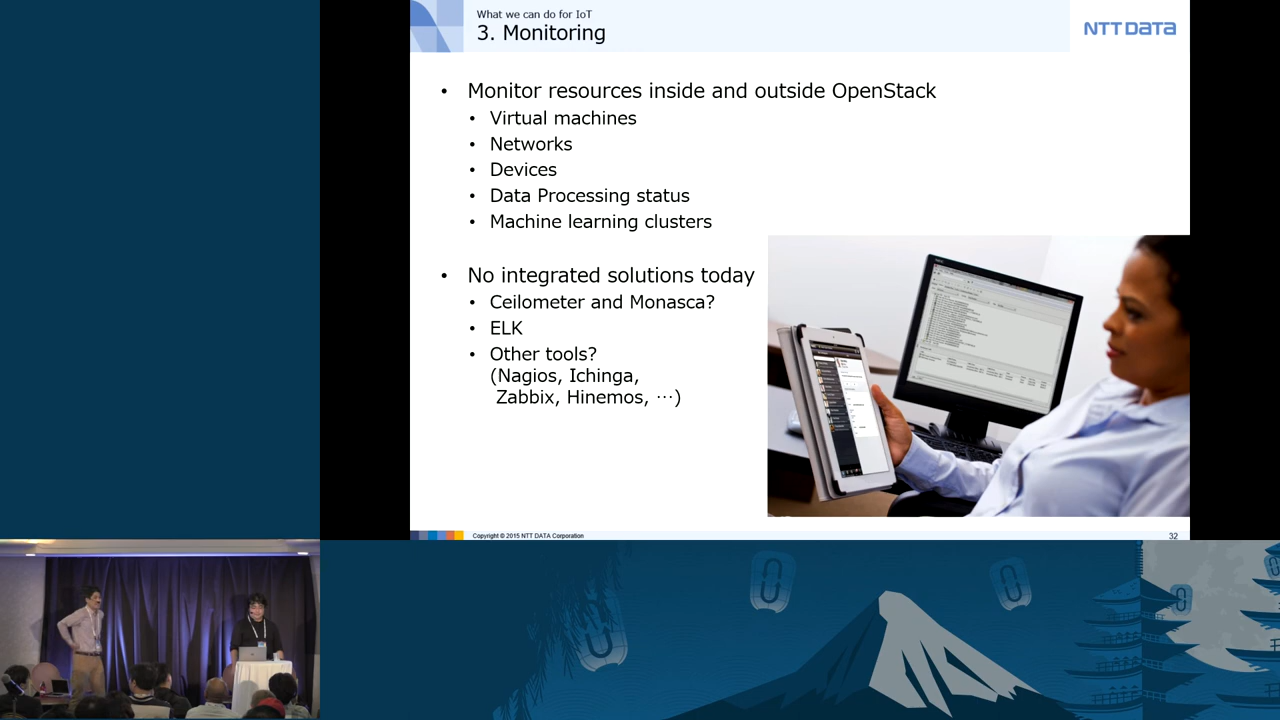 What we can do for IoT
3. Monitoring
NTT DATA
• Monitor resources inside and outside OpenStack
• Virtual machines
• Networks
• Devices
• Data Processing status
• Machine learning clusters
• No integrated solutions today
• Ceilometer and Monasca?
• ELK
• Other tools?
(Nagios, Ichinga,
Zabbix, Hinemos, …)
Copyright © 2015 NTT DATA Corporation
32